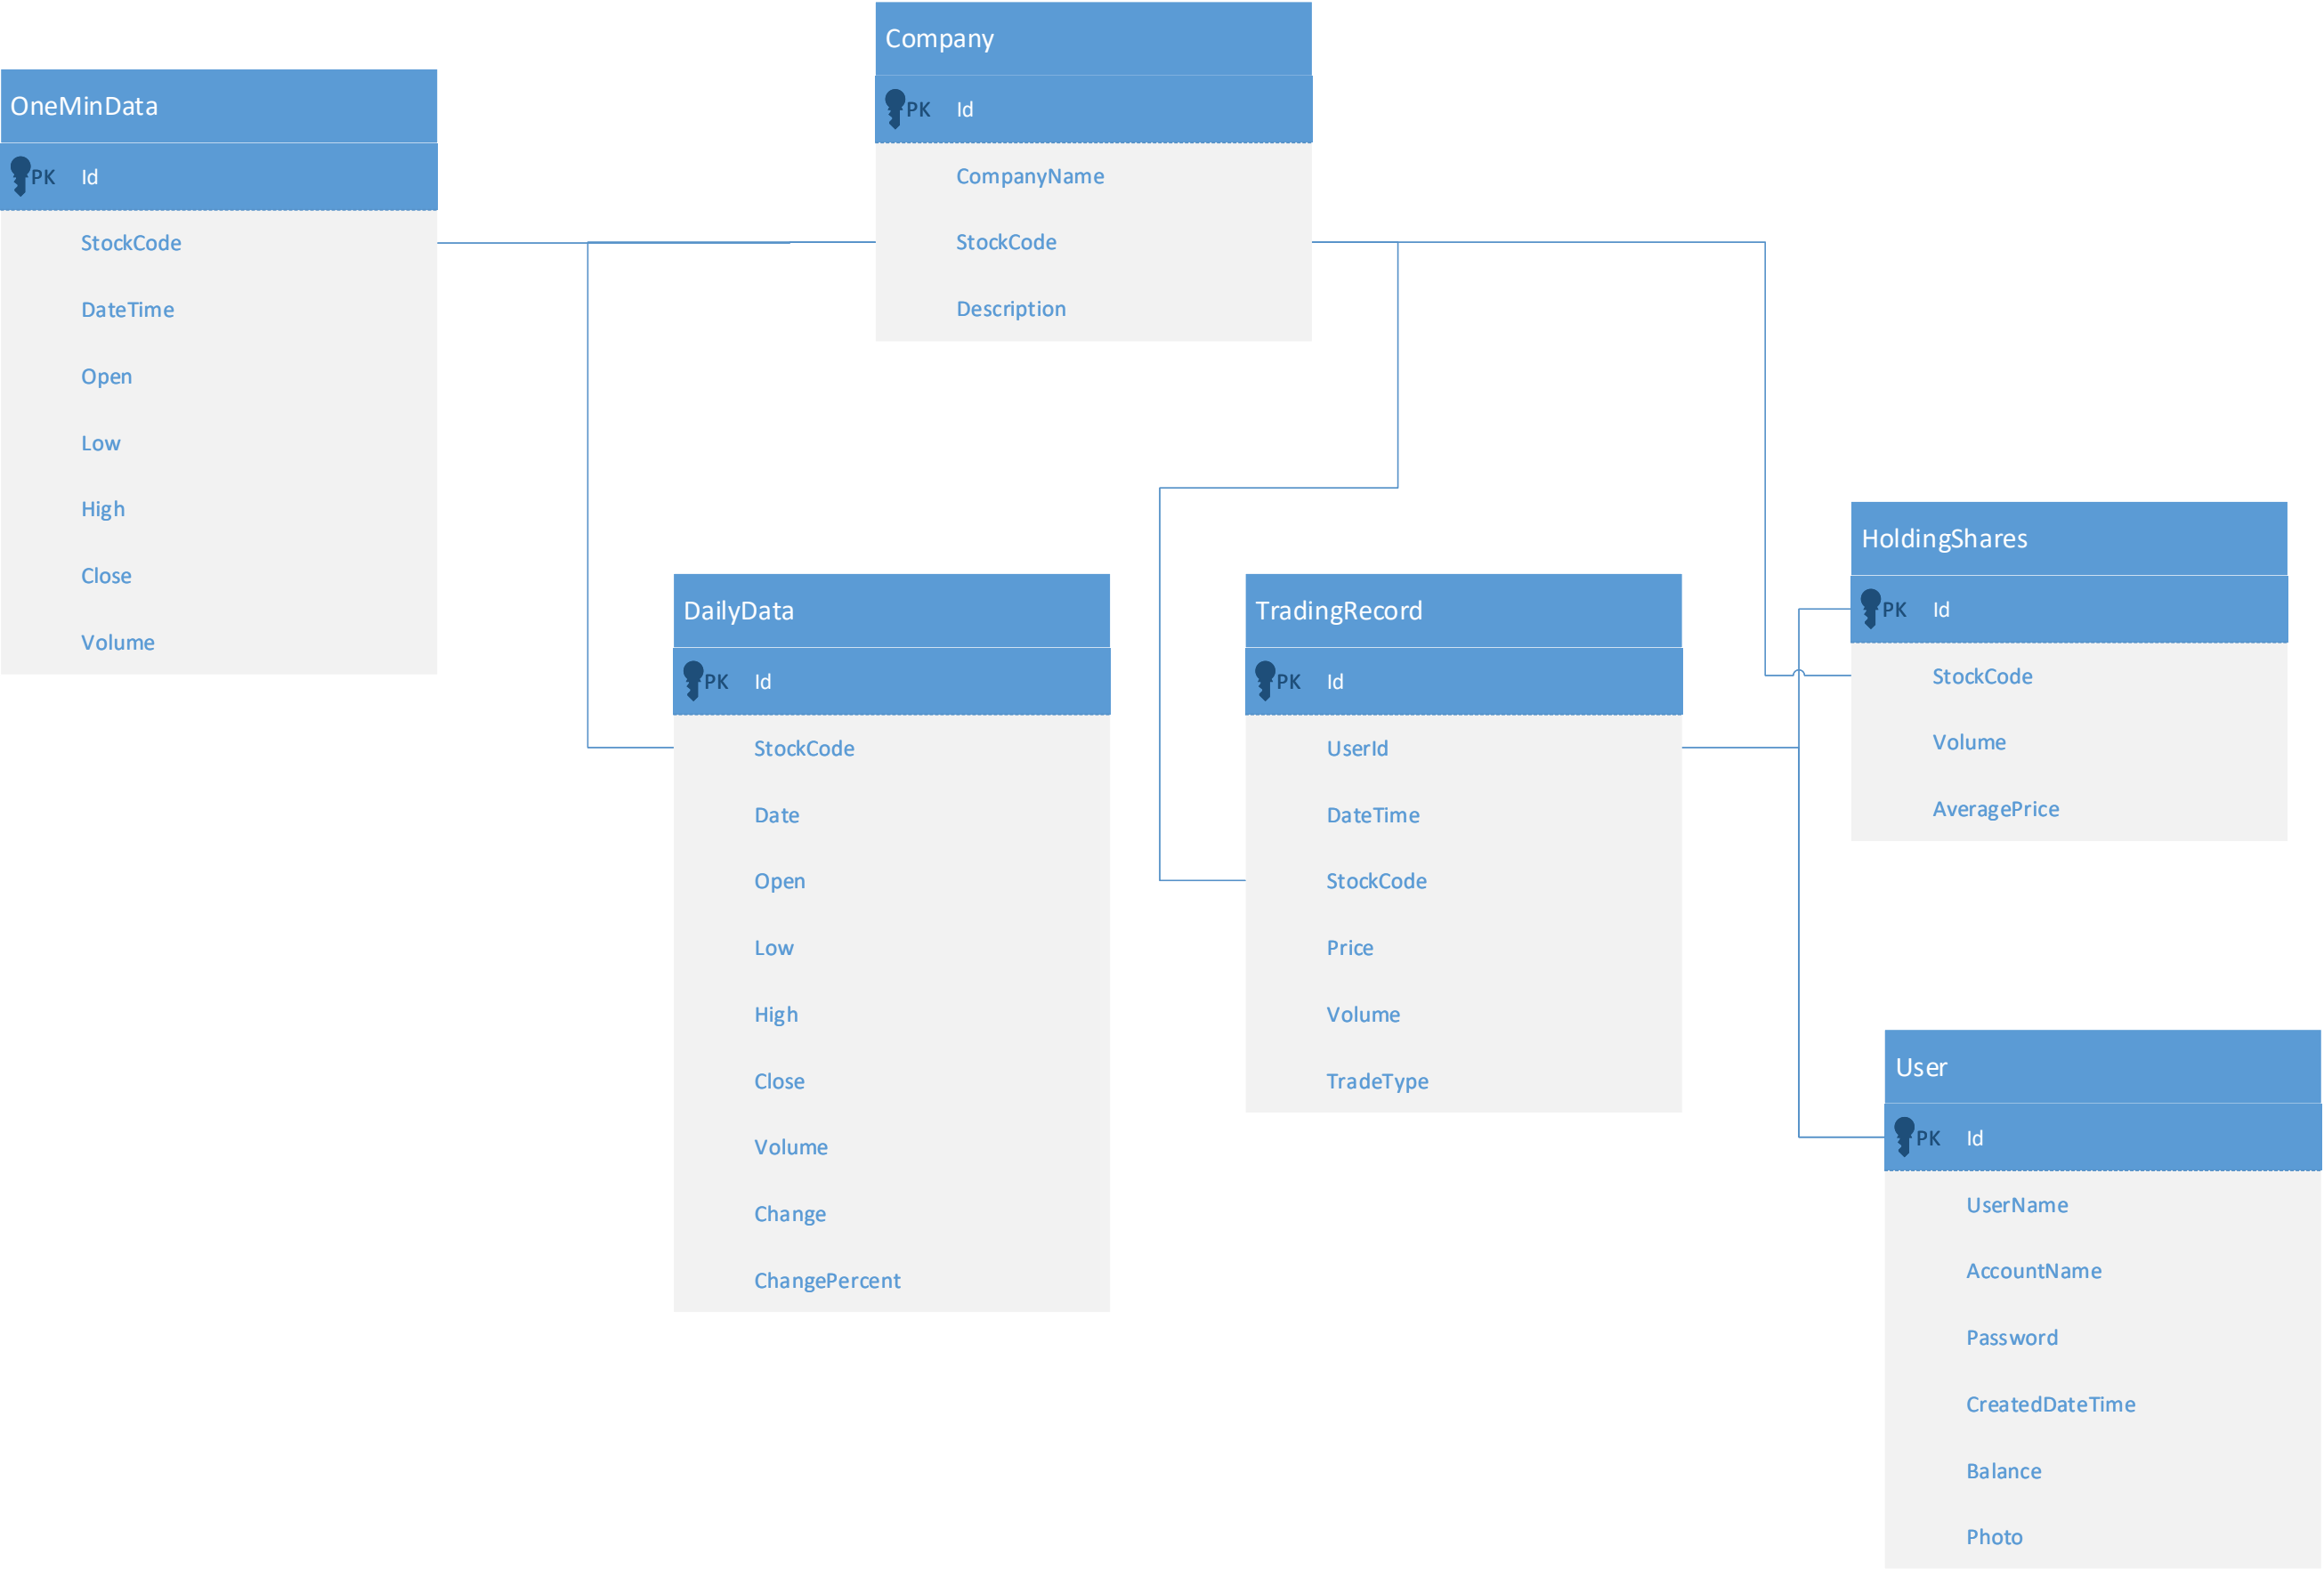 OneMinData
PK Id
StockCode
DateTime
Open
Low
High
Close
Volume
Company
PK Id
CompanyName
StockCode
Description
DailyData
PK Id
StockCode
Date
Open
Low
High
Close
Volume
Change
ChangePercent
TradingRecord
PK Id
UserId
DateTime
StockCode
Price
Volume
TradeType
HoldingShares
PK Id
StockCode
Volume
AveragePrice
User
PK Id
UserName
AccountName
Password
CreatedDateTime
Balance
Photo